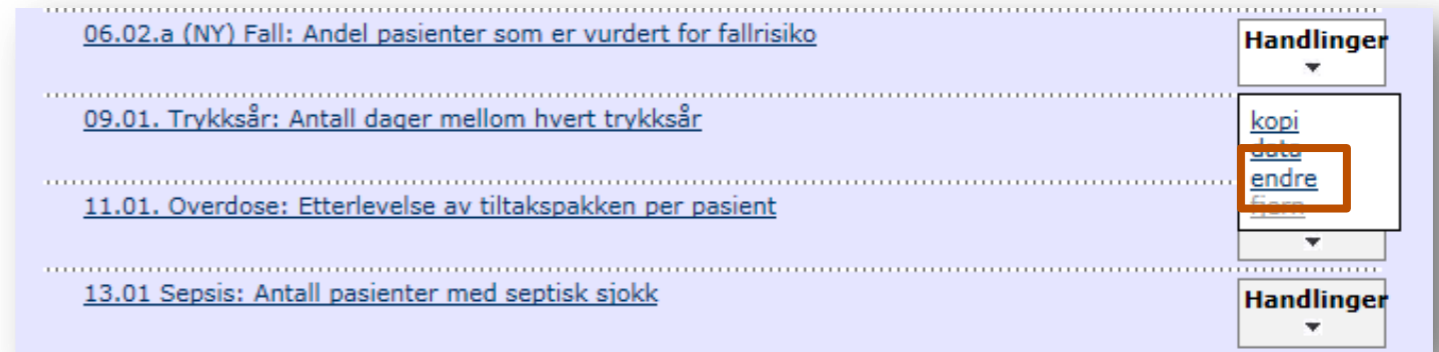 06.02.a (NY) Fall: Andel pasienter som er vurdert for fallrisiko
Handlinger
09.01. Trykksår: Antall dager mellom hvert trykksår
kopi
data
endre
fjern
11.01. Overdose: Etterlevelse av tiltakspakken per pasient
13.01 Sepsis: Antall pasienter med septisk sjokk
Handlinger